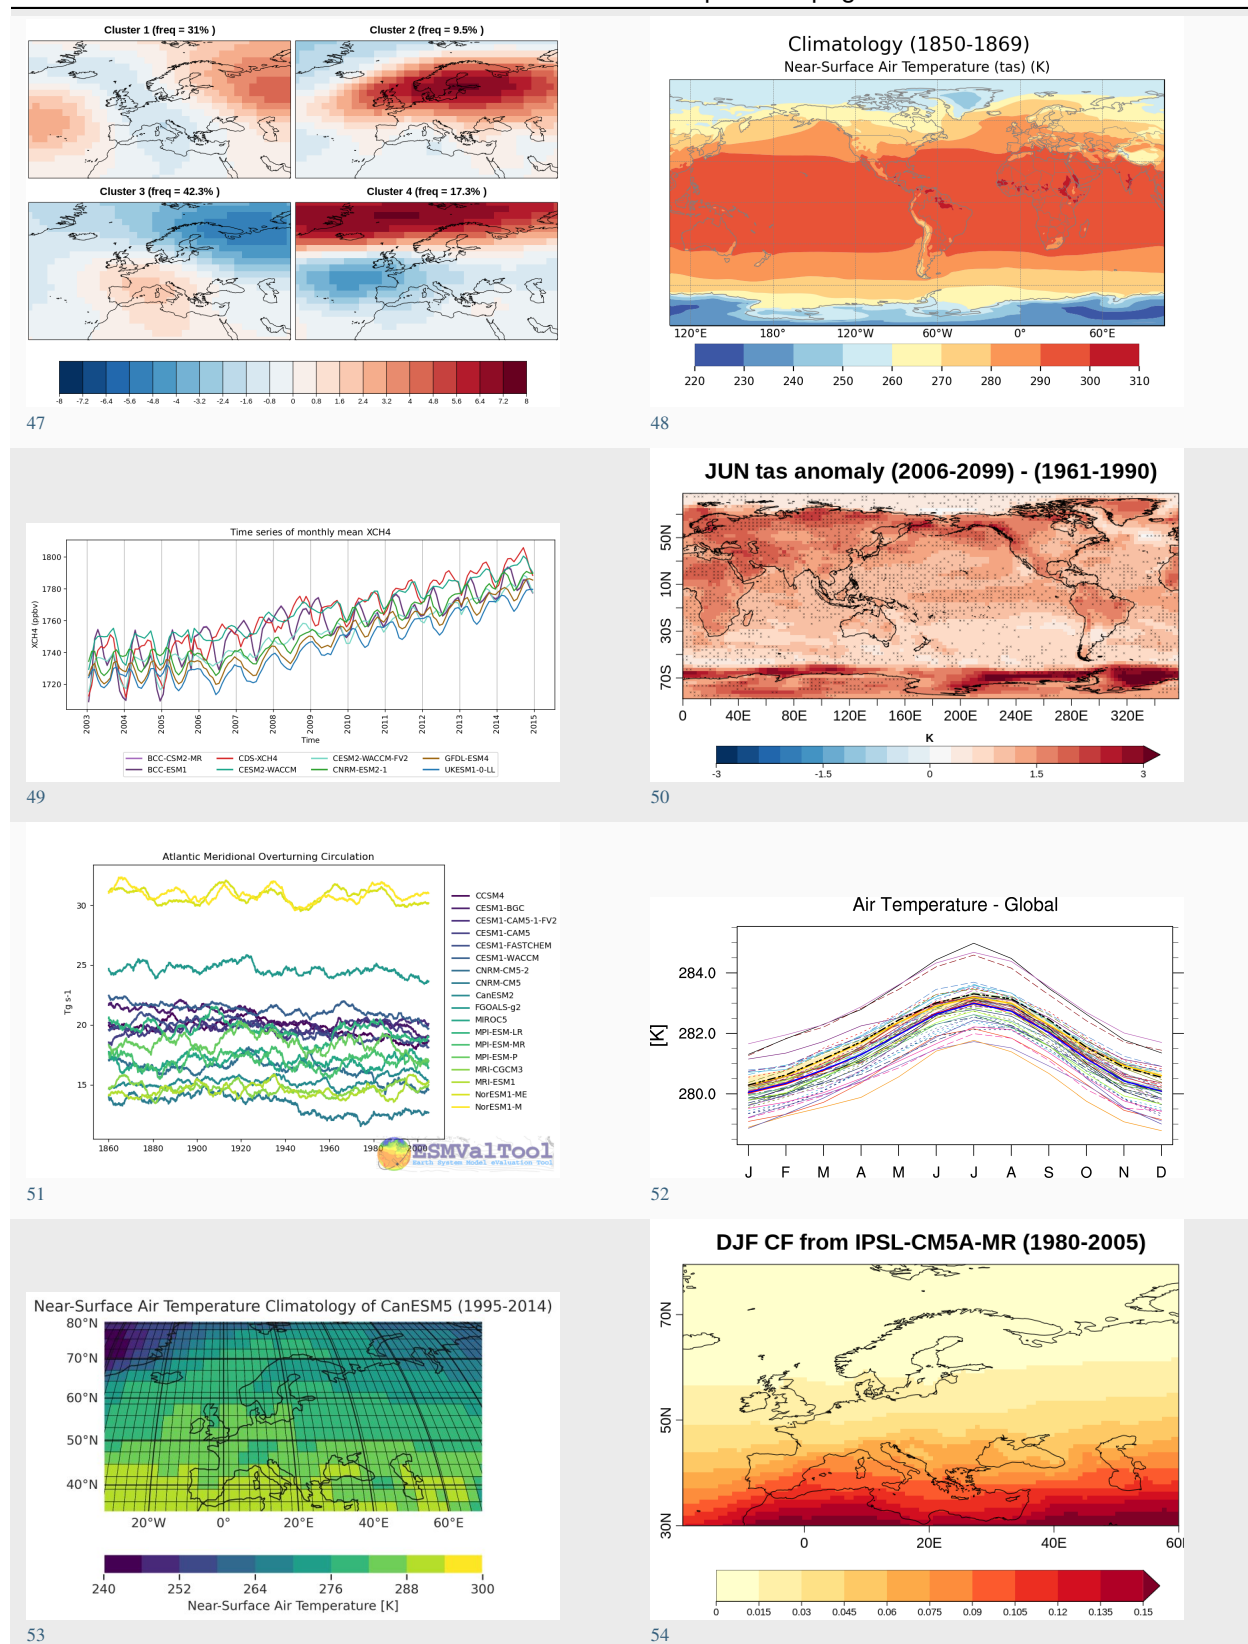 Cluster 1 (freq = 31% )
Cluster 2 (freq = 9.5% )
Cluster 3 (freq = 42.3% )
Cluster 4 (freq = 17.3% )
-8 -7.2 -6.4 -5.6 -4.8 -4 -3.2 -2.4 -1.6 -0.8 0 0.8 1.6 2.4 3.2 4 4.8 5.6 6.4 7.2 8
47
Climatology (1850-1869)
Near-Surface Air Temperature (tas) (K)
120°E 180° 120°W 60°W 0° 60°E
220 230 240 250 260 270 280 290 300 310
48
Time series of monthly mean XCH4
XCH4 (ppbv)
1800
1780
1760
1740
1720
2003 2004 2005 2006 2007 2008 2009 2010 2011 2012 2013 2014 2015
Time
BCC-CSM2-MR CDS-XCH4 CESM2-WACCM-FV2 GFDL-ESM4
BCC-ESM1 CESM2-WACCM CNRM-ESM2-1 UKESM1-0-LL
49
JUN tas anomaly (2006-2099) - (1961-1990)
50N
10N
30S
70S
0 40E 80E 120E 160E 200E 240E 280E 320E
K
-3 -1.5 0 1.5 3
50
Atlantic Meridional Overturning Circulation
Tg s-1
30
25
20
15
1860 1880 1900 1920 1940 1960 1980 2000
CCSM4
CESM1-BGC
CESM1-CAM5-1-FV2
CESM1-CAM5
CESM1-FASTCHEM
CESM1-WACCM
CNRM-CM5-2
CNRM-CM5
CanESM2
FGOALS-g2
MIROC5
MPI-ESM-LR
MPI-ESM-MR
MPI-ESM-P
MRI-CGCM3
MRI-ESM1
NorESM1-ME
NorESM1-M
ESMValTool
Earth System Model eValuation Tool
51
Air Temperature - Global
[K]
284.0
282.0
280.0
J F M A M J J A S O N D
52
Near-Surface Air Temperature Climatology of CanESM5 (1995-2014)
80°N
70°N
60°N
50°N
40°N
20°W 0° 20°E 40°E 60°E
240 252 264 276 288 300
Near-Surface Air Temperature [K]
53
DJF CF from IPSL-CM5A-MR (1980-2005)
70N
50N
30N
0 20E 40E
0 0.015 0.03 0.045 0.06 0.075 0.09 0.105 0.12 0.135 0.15
54